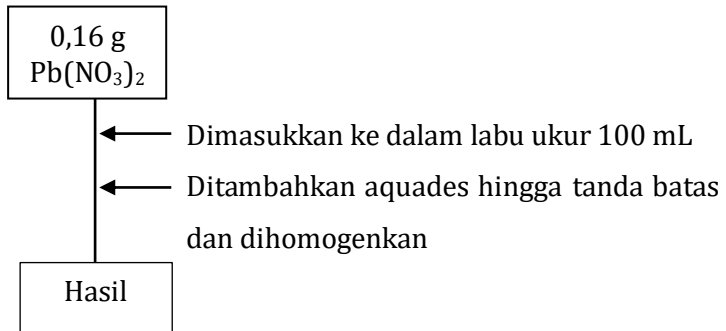 0,16 g
Pb(NO₃)₂
Dimasukkan ke dalam labu ukur 100 mL
Ditambahkan aquades hingga tanda batas
dan dihomogenkan
Hasil